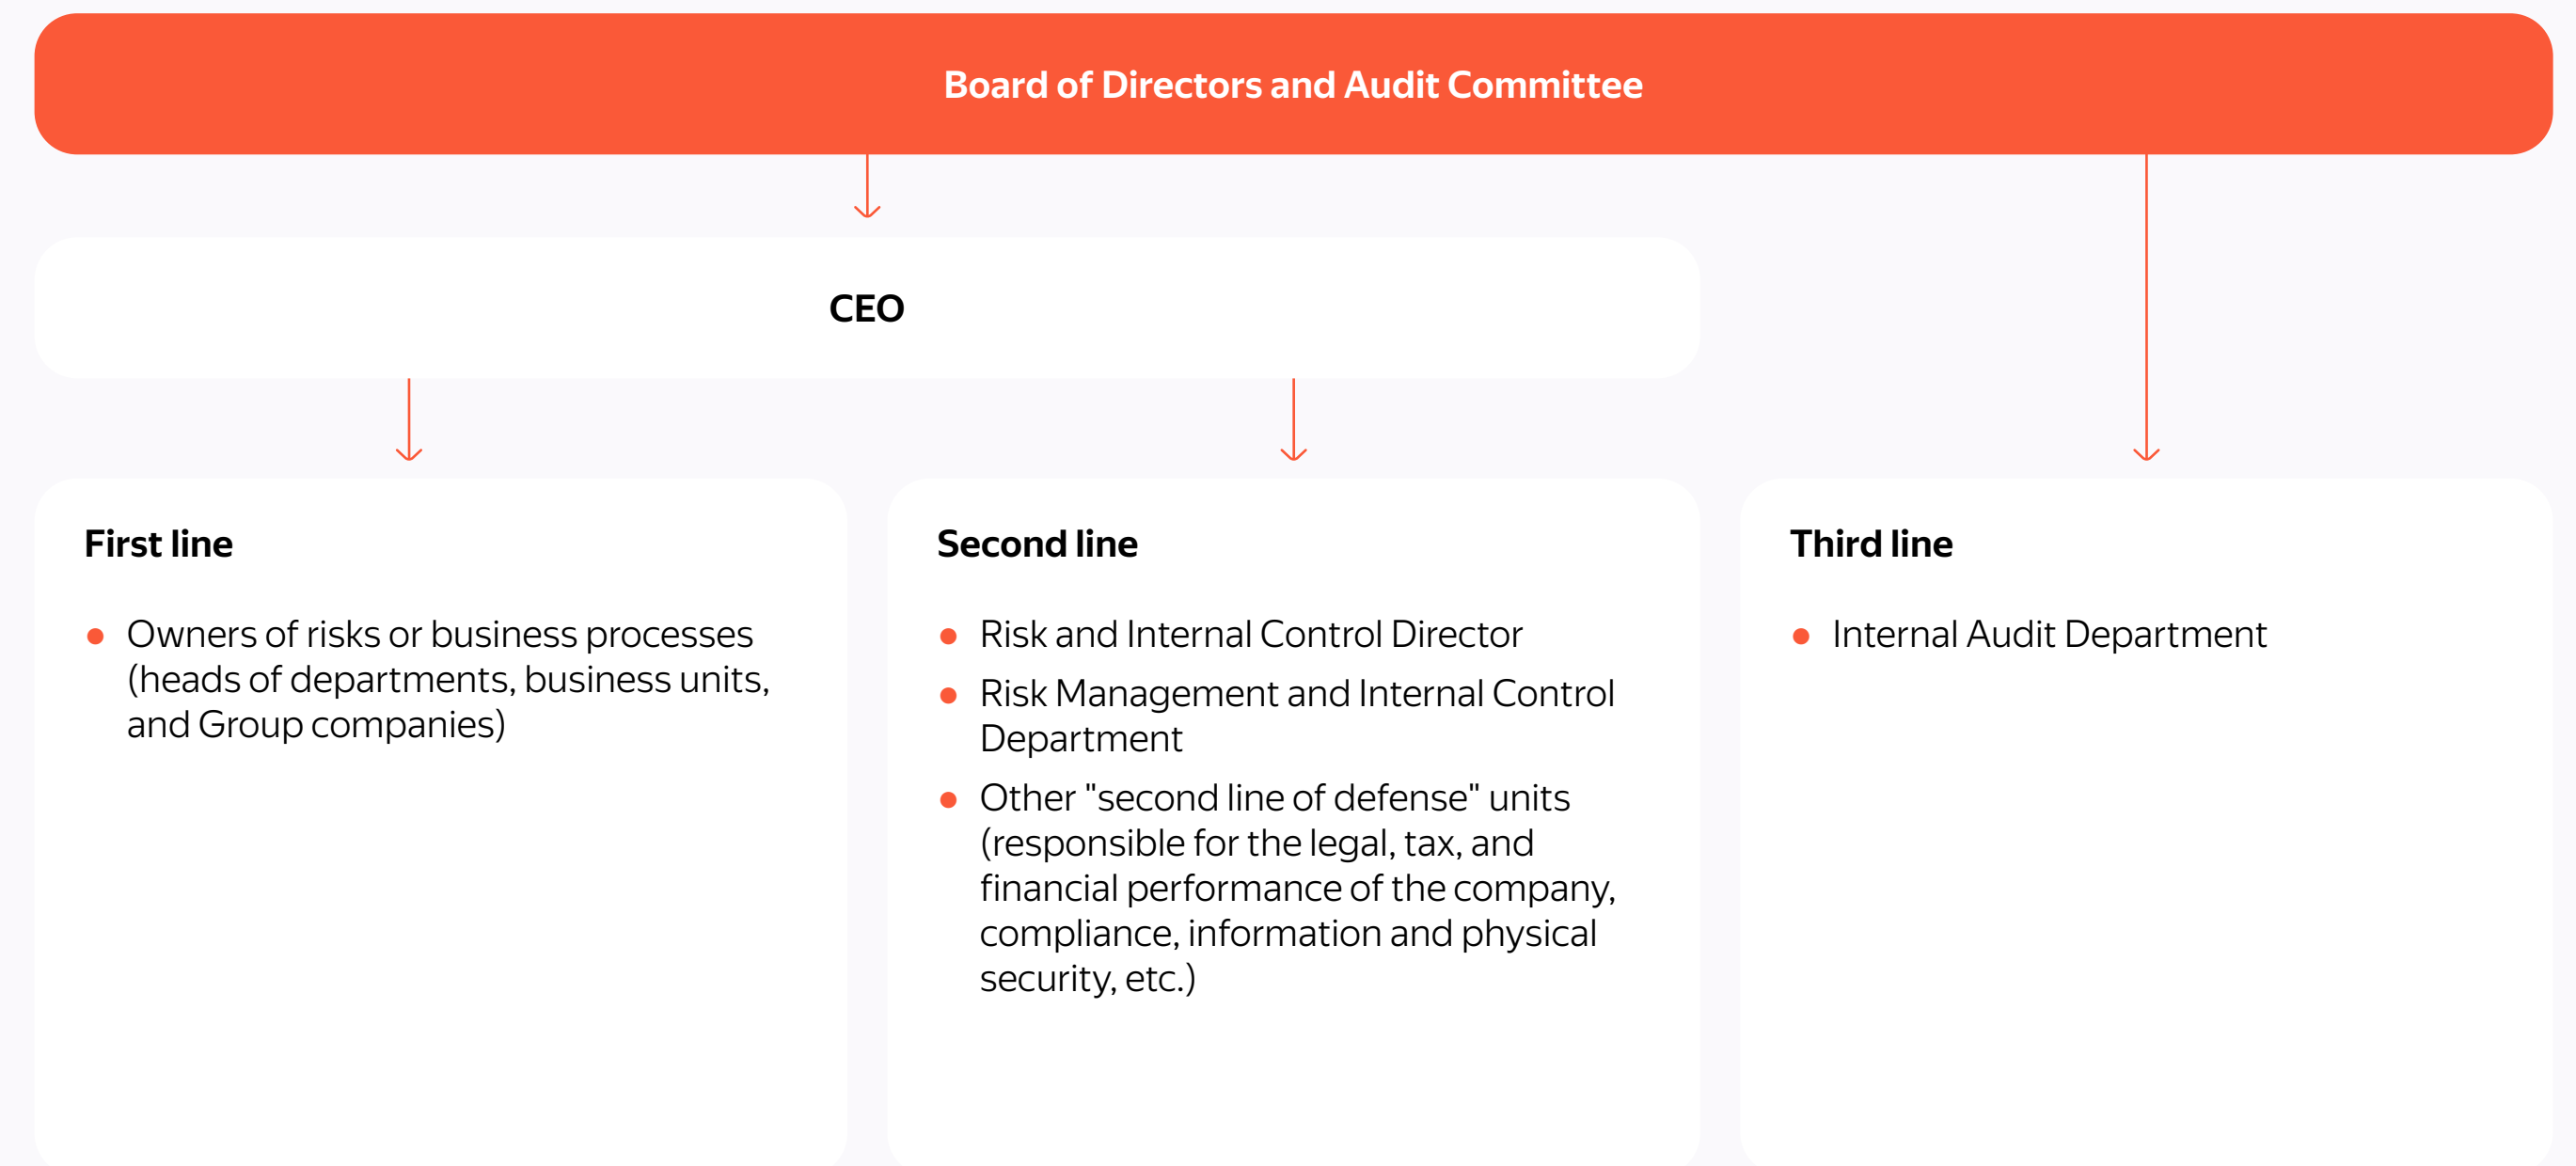 Board of Directors and Audit Committee
CEO
First line
Owners of risks or business processes
(heads of departments, business units,
and Group companies)
Second line
Risk and Internal Control Director
Risk Management and Internal Control
Department
Other "second line of defense" units
(responsible for the legal, tax, and
financial performance of the company,
compliance, information and physical
security, etc.)
Third line
Internal Audit Department